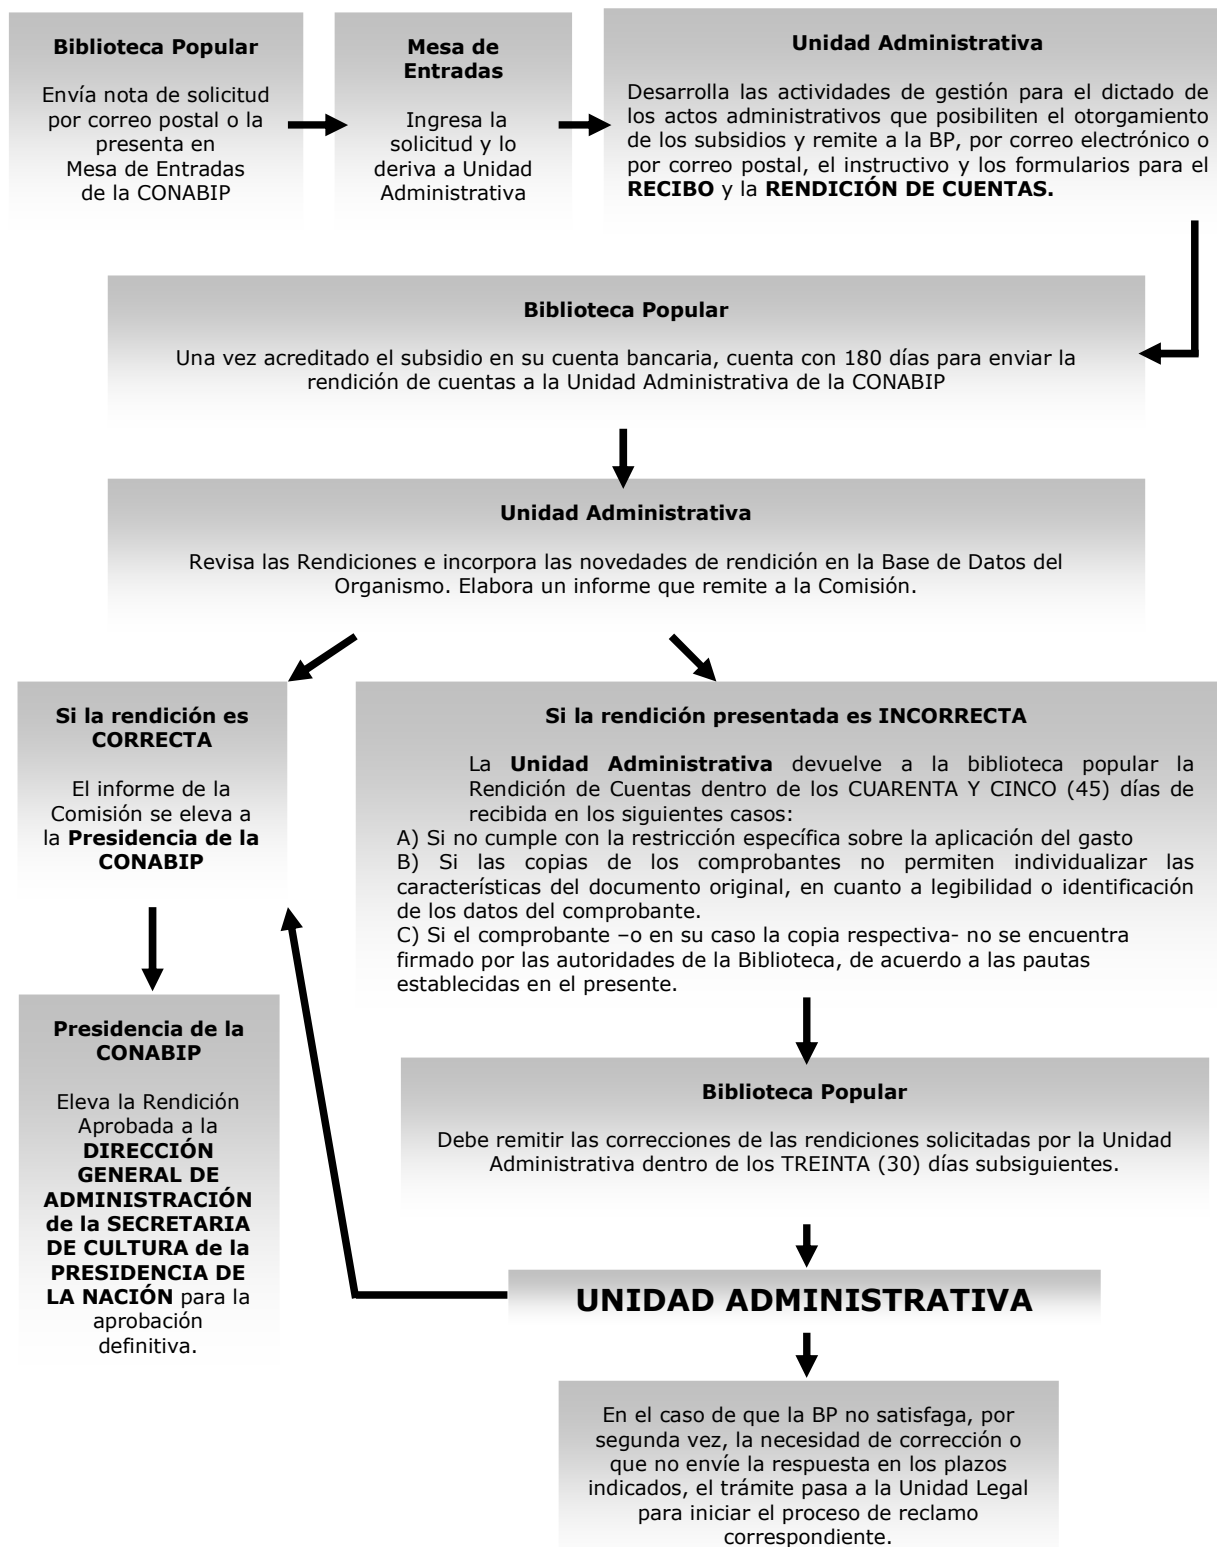 Biblioteca Popular
Envía nota de solicitud
por correo postal o la
presenta en
Mesa de Entradas
de la CONABIP
Mesa de
Entradas
Ingresa la
solicitud y lo
deriva a Unidad
Administrativa
Unidad Administrativa
Desarrolla las actividades de gestión para el dictado de
los actos administrativos que posibiliten el otorgamiento
de los subsidios y remite a la BP, por correo electrónico o
por correo postal, el instructivo y los formularios para el
RECIBO y la RENDICIÓN DE CUENTAS.
Biblioteca Popular
Una vez acreditado el subsidio en su cuenta bancaria, cuenta con 180 días para enviar la
rendición de cuentas a la Unidad Administrativa de la CONABIP
Unidad Administrativa
Revisa las Rendiciones e incorpora las novedades de rendición en la Base de Datos del
Organismo. Elabora un informe que remite a la Comisión.
Si la rendición es
CORRECTA
El informe de la
Comisión se eleva a
la Presidencia de la
CONABIP
Si la rendición presentada es INCORRECTA
La Unidad Administrativa devuelve a la biblioteca popular la
Rendición de Cuentas dentro de los CUARENTA Y CINCO (45) días de
recibida en los siguientes casos:
A) Si no cumple con la restricción específica sobre la aplicación del gasto
B) Si las copias de los comprobantes no permiten individualizar las
características del documento original, en cuanto a legibilidad o identificación
de los datos del comprobante.
C) Si el comprobante –o en su caso la copia respectiva- no se encuentra
firmado por las autoridades de la Biblioteca, de acuerdo a las pautas
establecidas en el presente.
Presidencia de la
CONABIP
Eleva la Rendición
Aprobada a la
DIRECCIÓN
GENERAL DE
ADMINISTRACIÓN
de la SECRETARIA
DE CULTURA de la
PRESIDENCIA DE
LA NACIÓN para la
aprobación
definitiva.
Biblioteca Popular
Debe remitir las correcciones de las rendiciones solicitadas por la Unidad
Administrativa dentro de los TREINTA (30) días subsiguientes.
UNIDAD ADMINISTRATIVA
En el caso de que la BP no satisfaga, por
segunda vez, la necesidad de corrección o
que no envíe la respuesta en los plazos
indicados, el trámite pasa a la Unidad Legal
para iniciar el proceso de reclamo
correspondiente.